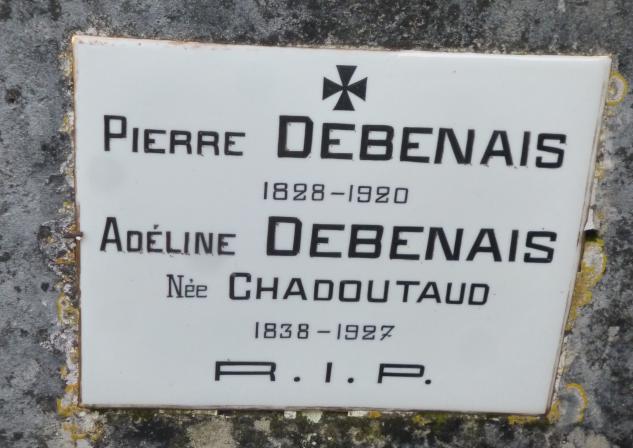 PIERRE DEBENAIS
1828-1920
ADÉLINE DEBENAIS
Née CHADOUTAUD
1838-1927
R.I.P.